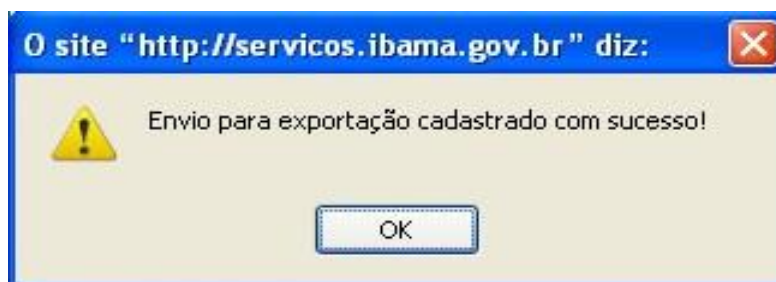 O site “http://servicos.ibama.gov.br” diz:
Envio para exportação cadastrado com sucesso!
OK